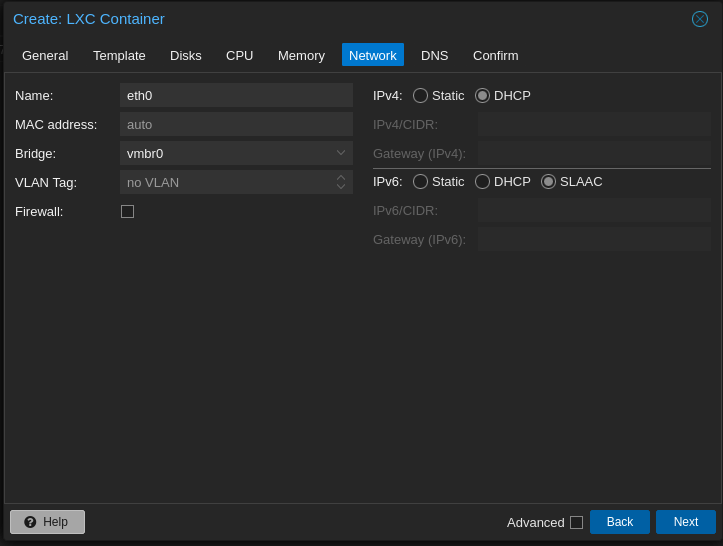 Create: LXC Container
General Template Disks CPU Memory Network DNS Confirm
Name: eth0
MAC address: auto
Bridge: vmbr0
VLAN Tag: no VLAN
Firewall:
IPv4: Static DHCP
IPv4/CIDR:
Gateway (IPv4):
IPv6: Static DHCP SLAAC
IPv6/CIDR:
Gateway (IPv6):
? Help Advanced Back Next